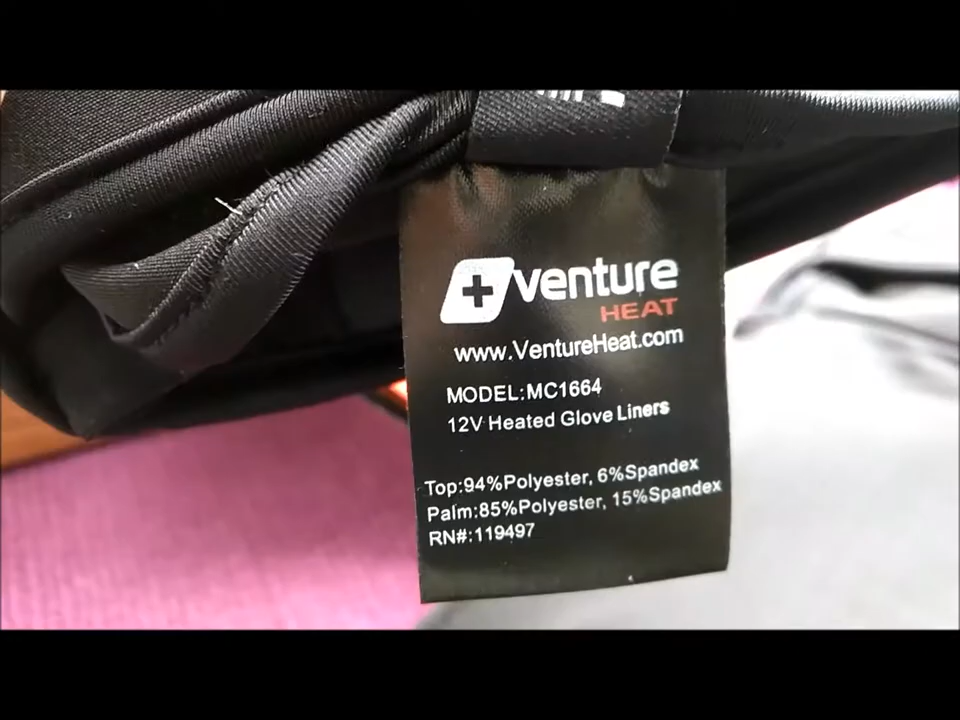 venture
HEAT
www.VentureHeat.com
MODEL:MC1664
12V Heated Glove Liners
Top:94%Polyester, 6%Spandex
Palm:85%Polyester, 15%Spandex
RN#:119497